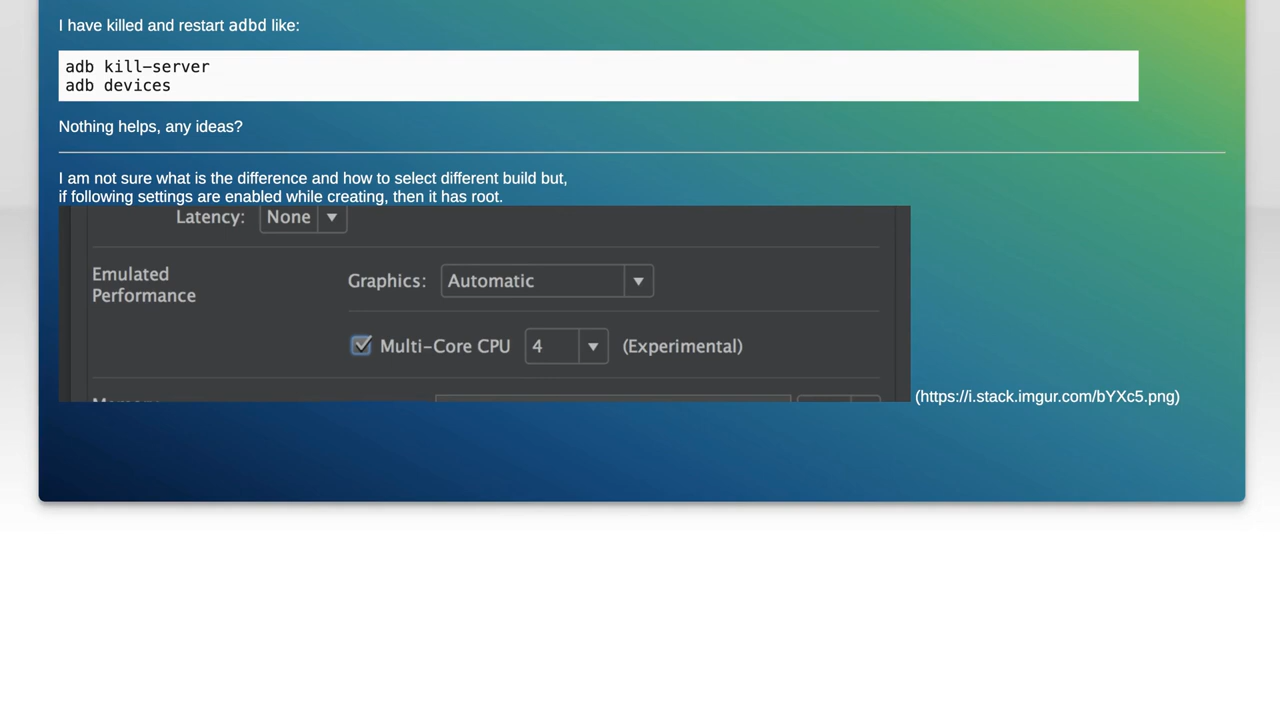 I have killed and restart adbd like:
adb kill-server
adb devices
Nothing helps, any ideas?
I am not sure what is the difference and how to select different build but,
if following settings are enabled while creating, then it has root.
Latency: None
Emulated
Performance
Graphics: Automatic
Multi-Core CPU 4 (Experimental)
(https://i.stack.imgur.com/bYXc5.png)